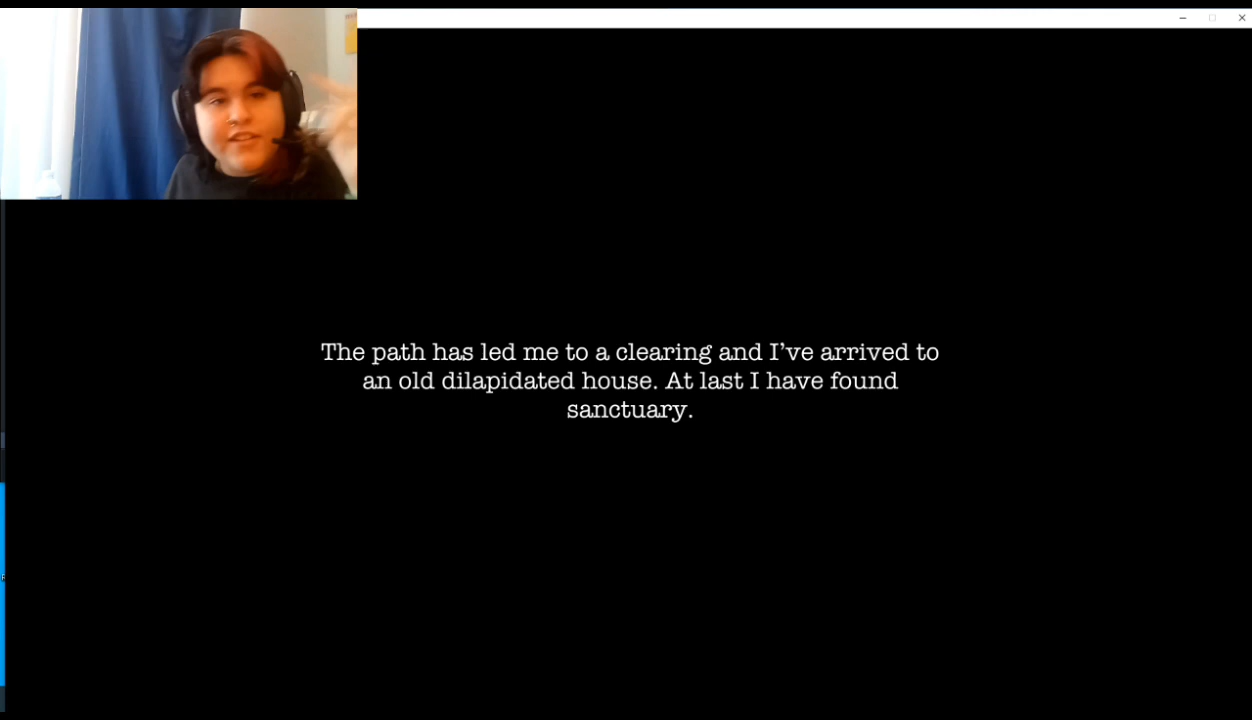 The path has led me to a clearing and I've arrived to
an old dilapidated house. At last I have found
sanctuary.